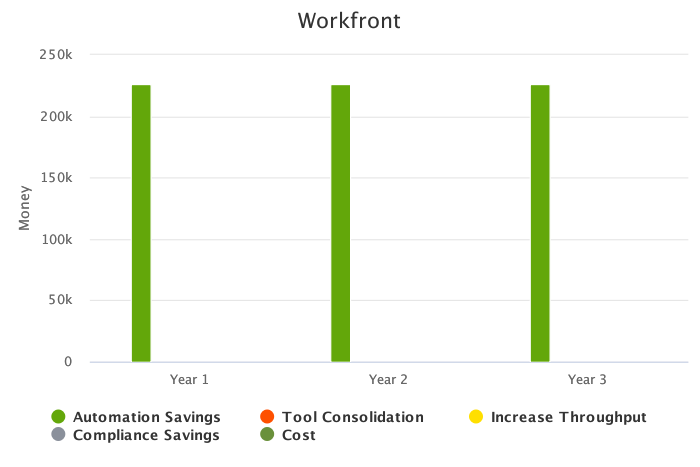 Workfront
250k
200k
150k
100k
50k
0
Money
Year 1 Year 2 Year 3
Automation Savings Tool Consolidation Increase Throughput
Compliance Savings Cost